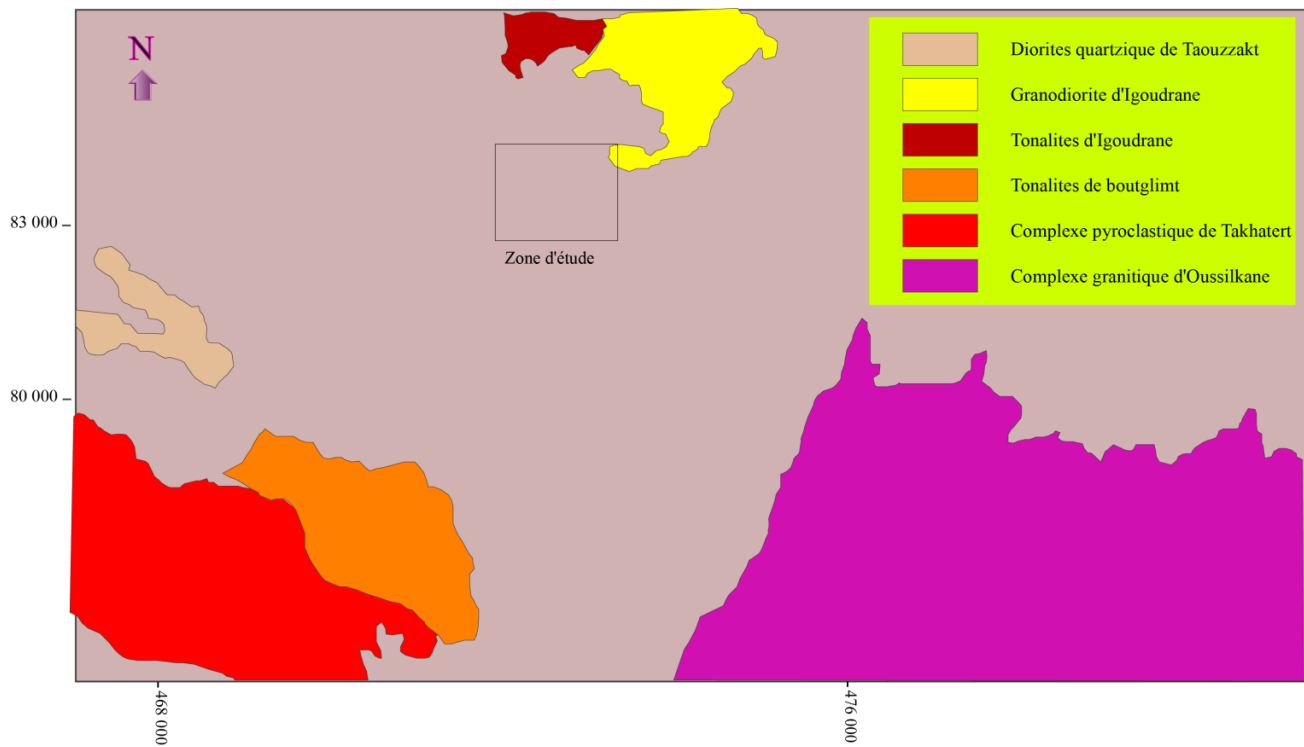 N
Diorites quartzique de Taouzzakt
Granodiorite d'Igoudrane
Tonalites d'Igoudrane
Tonalites de boutglimt
Complexe pyroclastique de Takhatert
Complexe granitique d'Oussilkane
83 000
Zone d'étude
80 000
468 000
476 000